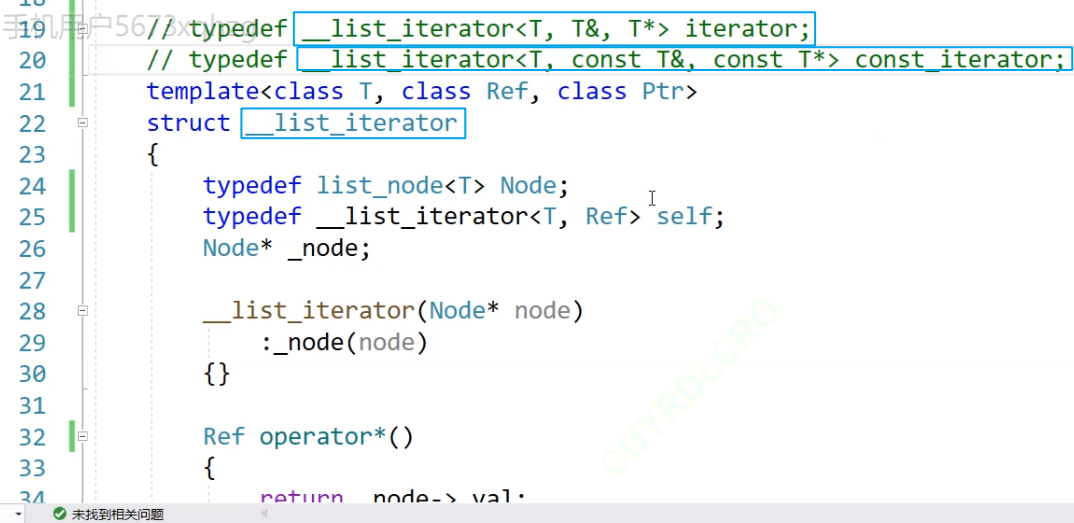 18
手机用户5673xqhzg
19 // typedef __list_iterator<T, T&, T*> iterator;
20 // typedef __list_iterator<T, const T&, const T*> const_iterator;
21 template<class T, class Ref, class Ptr>
22 struct __list_iterator
23 {
24 typedef list_node<T> Node;
25 typedef __list_iterator<T, Ref> self;
26 Node* _node;
27
28 __list_iterator(Node* node)
29 :_node(node)
30 {}
31
32 Ref operator*()
33 {
34 return _node->_val;
CUYRDLCRO
未找到相关问题